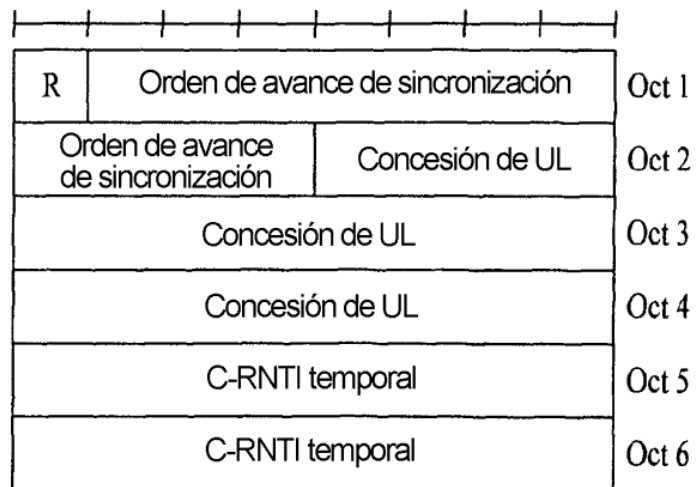 R Orden de avance de sincronización Oct 1
Orden de avance
de sincronización Concesión de UL Oct 2
Concesión de UL Oct 3
Concesión de UL Oct 4
C-RNTI temporal Oct 5
C-RNTI temporal Oct 6